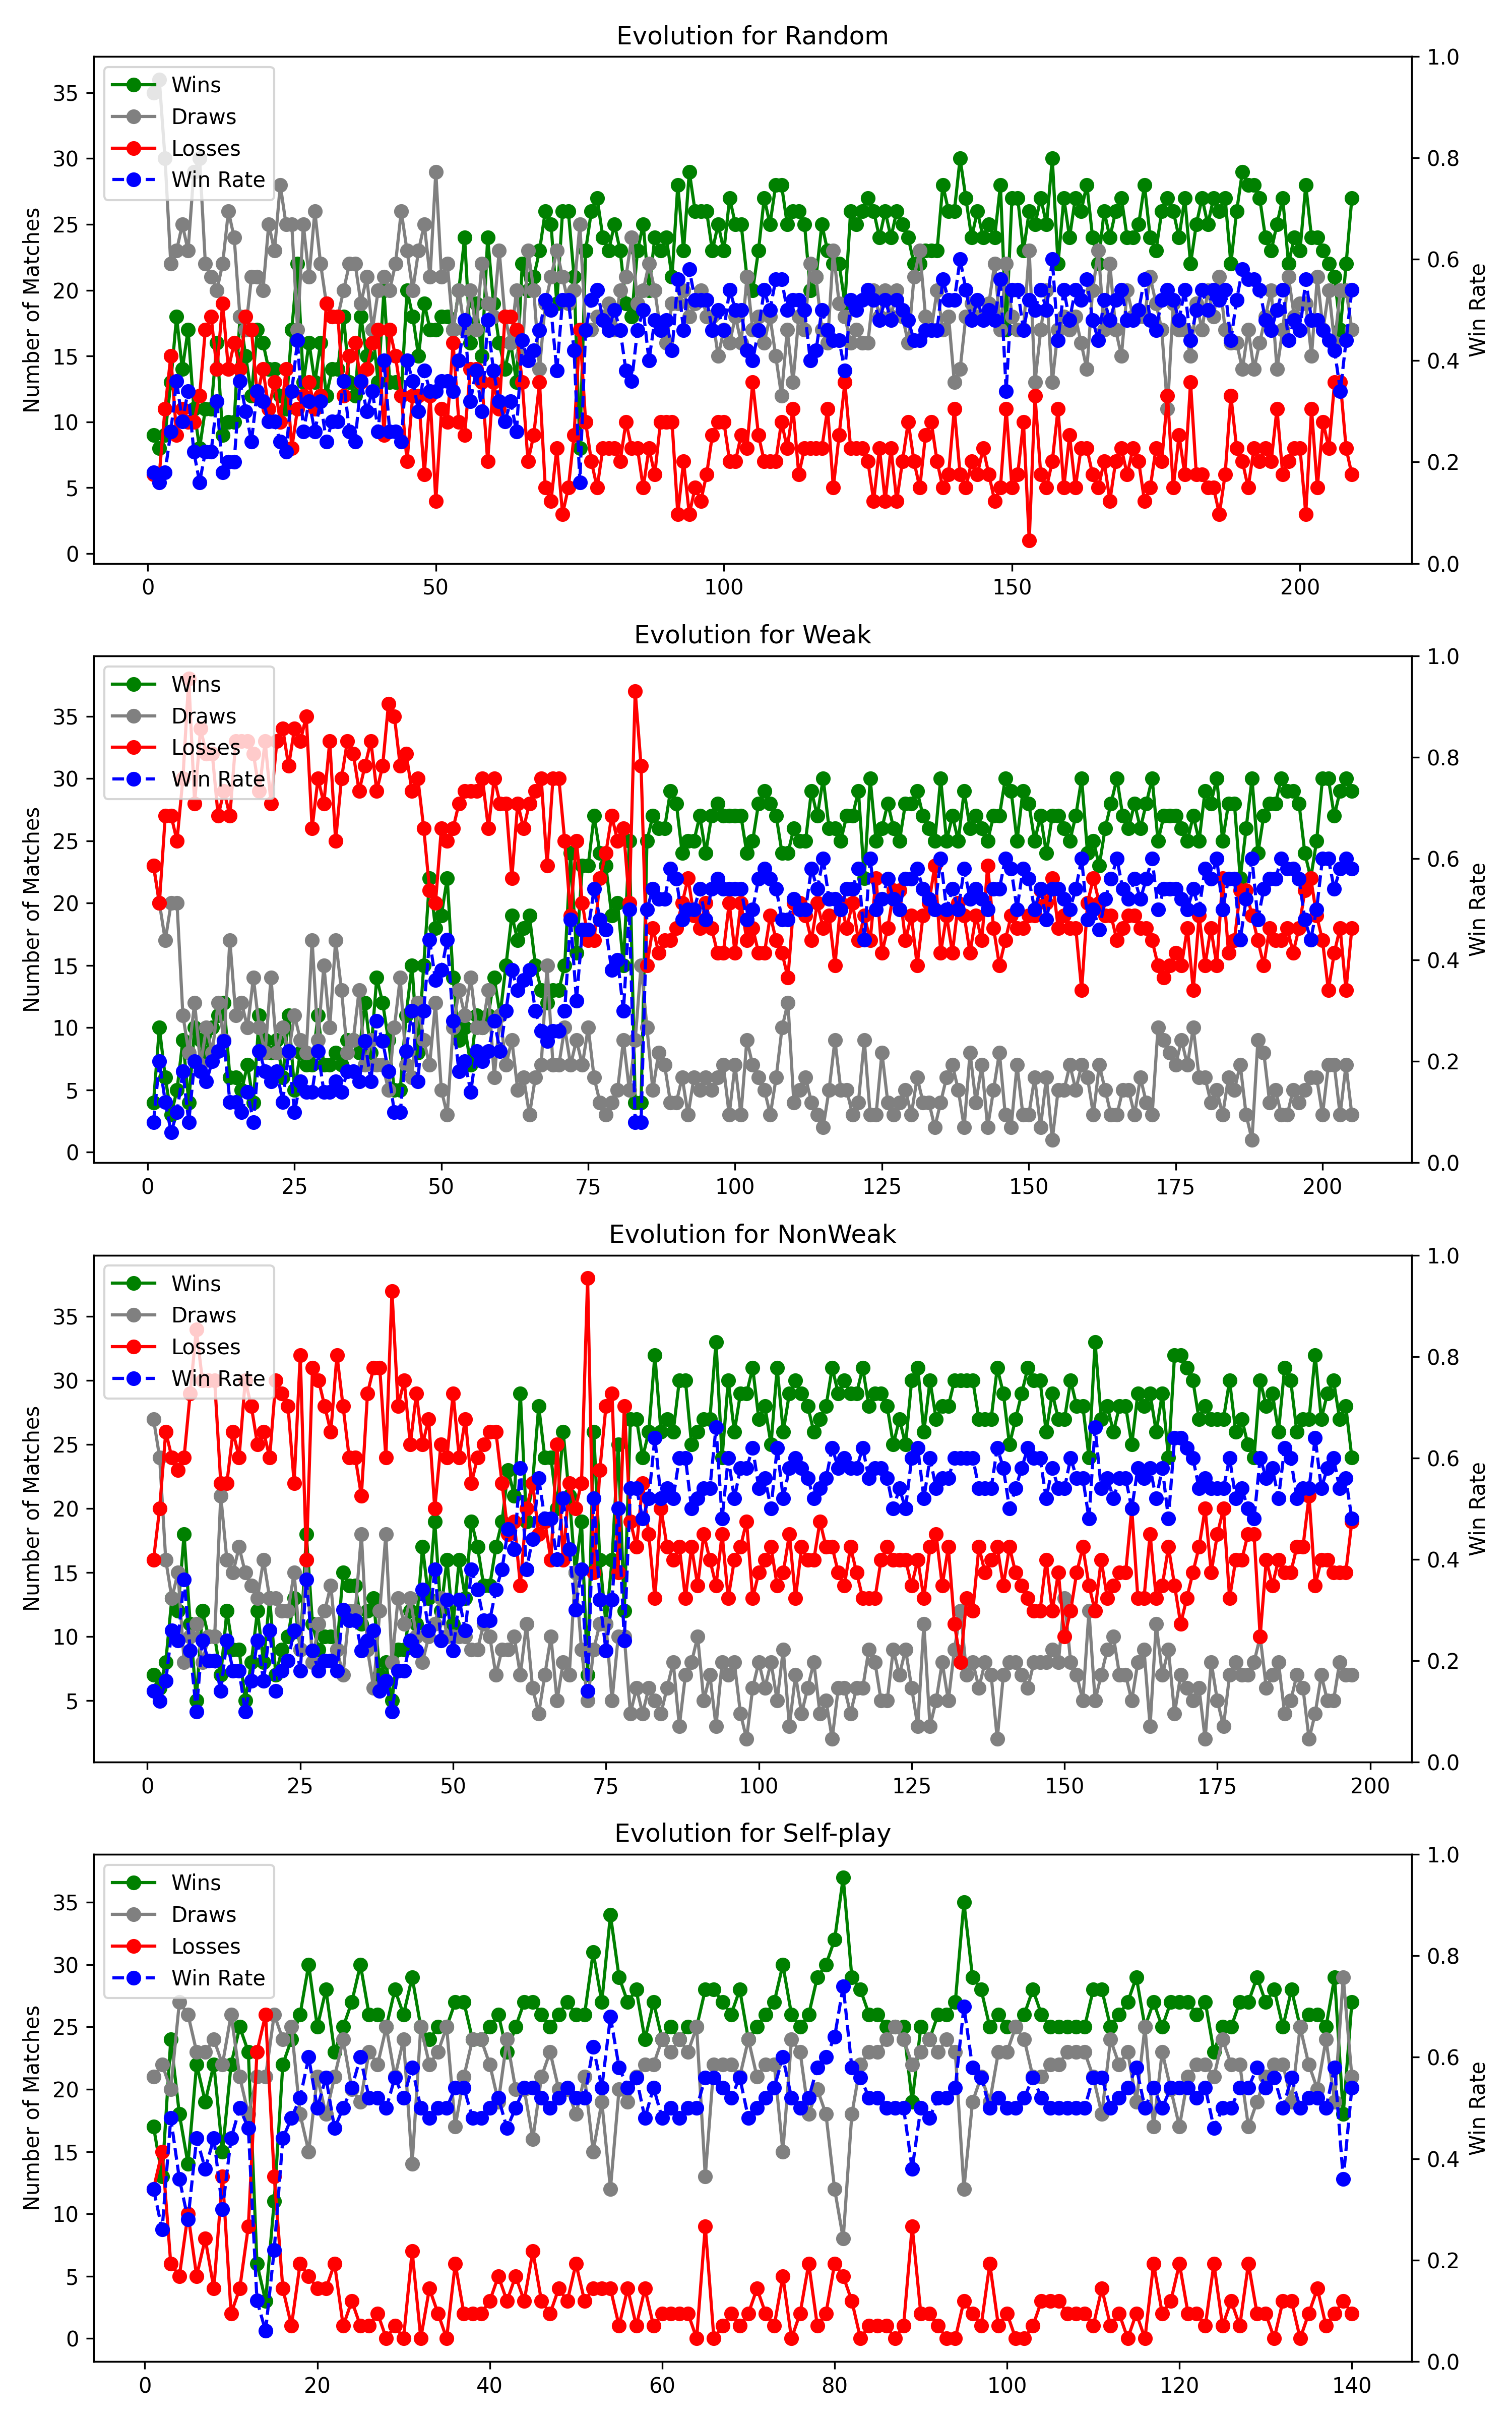 Evolution for Random
Wins
Draws
Losses
Win Rate
Number of Matches
Win Rate
35
30
25
20
15
10
5
0
1.0
0.8
0.6
0.4
0.2
0.0
0 50 100 150 200
Evolution for Weak
Wins
Draws
Losses
Win Rate
Number of Matches
Win Rate
35
30
25
20
15
10
5
0
1.0
0.8
0.6
0.4
0.2
0.0
0 25 50 75 100 125 150 175 200
Evolution for NonWeak
Wins
Draws
Losses
Win Rate
Number of Matches
Win Rate
35
30
25
20
15
10
5
1.0
0.8
0.6
0.4
0.2
0.0
0 25 50 75 100 125 150 175 200
Evolution for Self-play
Wins
Draws
Losses
Win Rate
Number of Matches
Win Rate
35
30
25
20
15
10
5
0
1.0
0.8
0.6
0.4
0.2
0.0
0 20 40 60 80 100 120 140